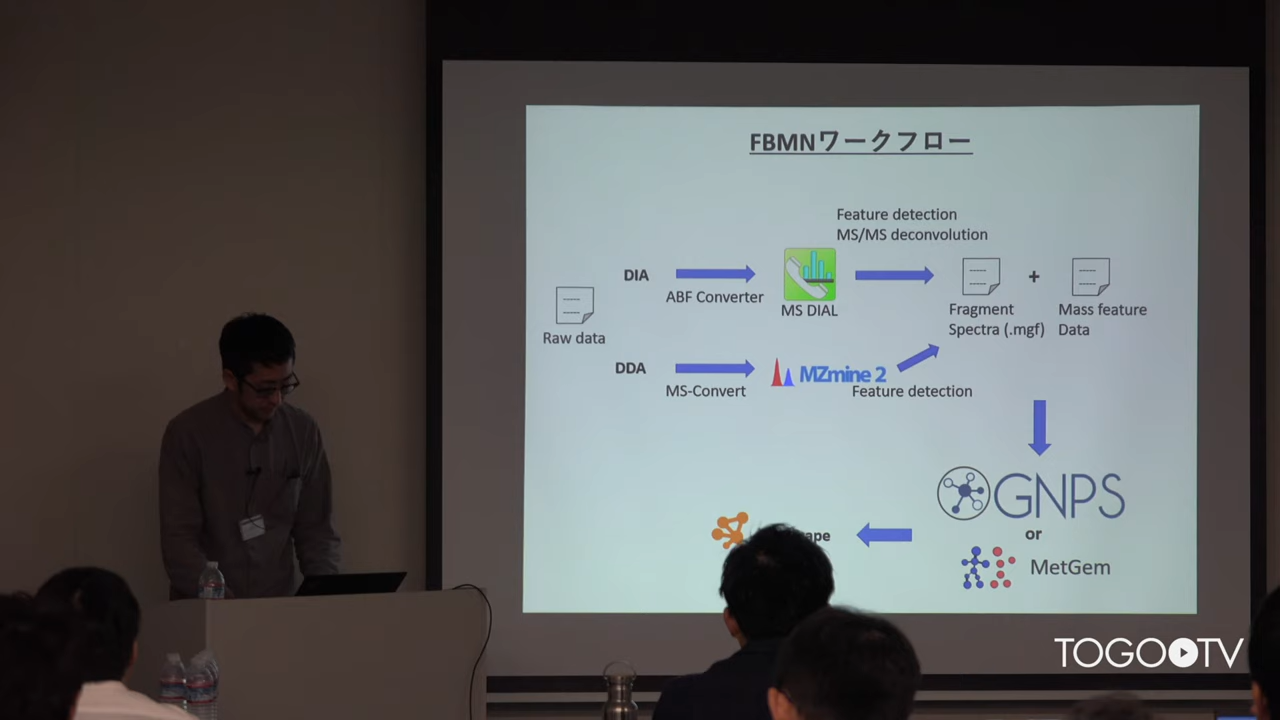 FBMNワークフロー
Feature detection
MS/MS deconvolution
DIA
ABF Converter
MS DIAL
+
Fragment
Spectra (.mgf)
Mass feature
Data
Raw data
DDA
MS-Convert
MZmine 2
Feature detection
GNPS
or
MetGem
TOGOTV